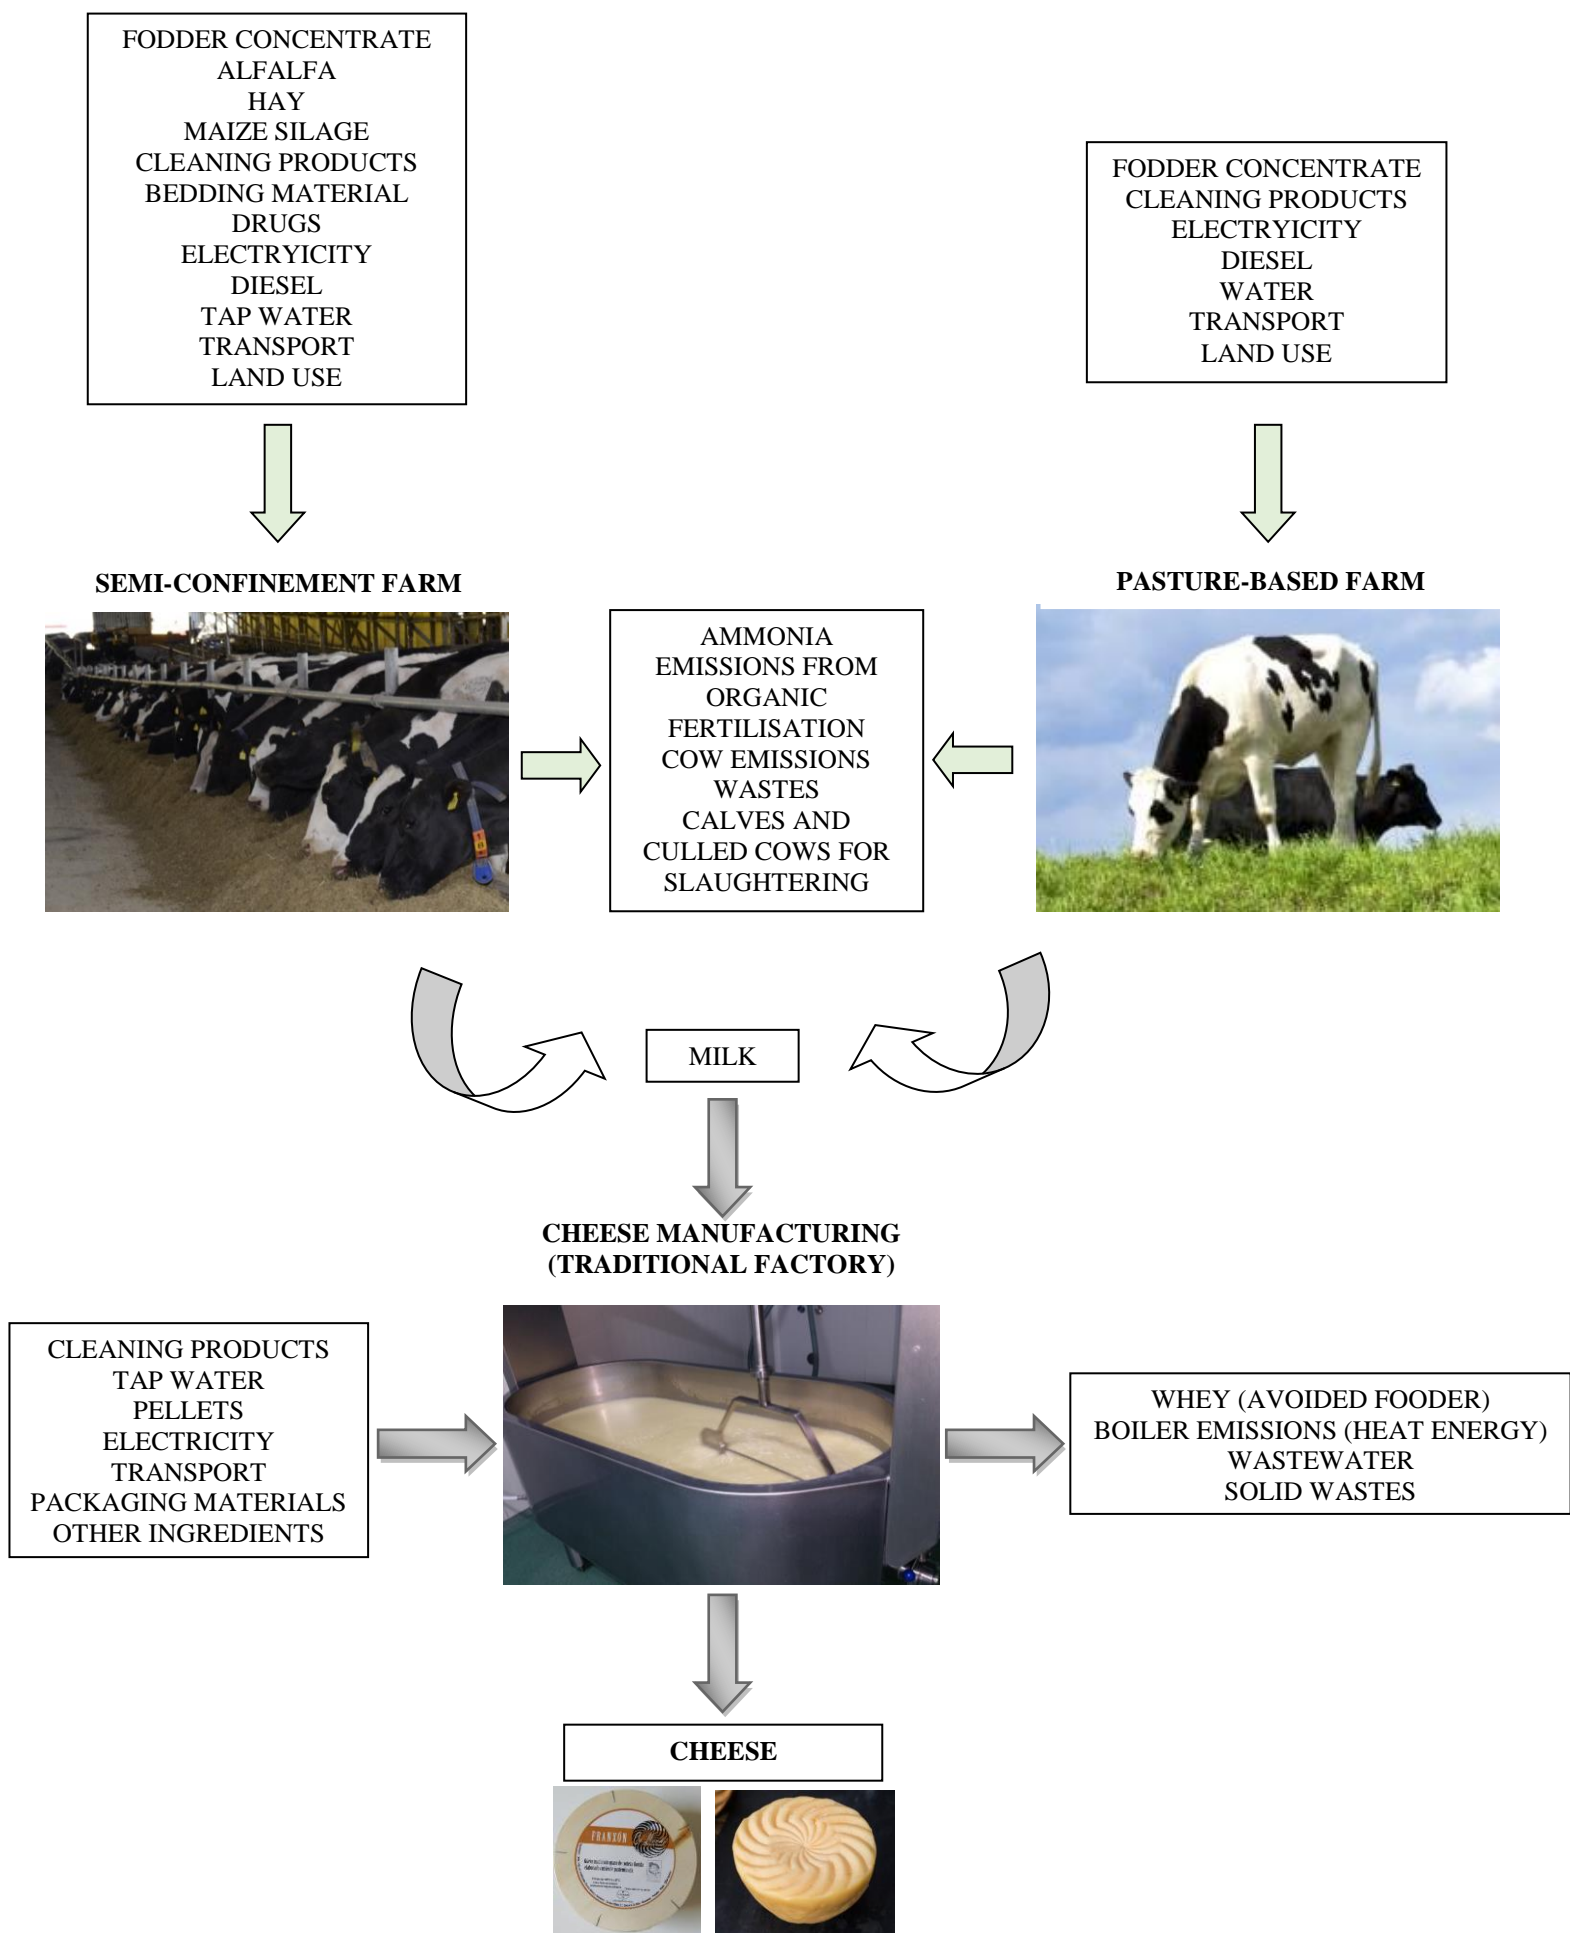 FODDER CONCENTRATE
ALFALFA
HAY
MAIZE SILAGE
CLEANING PRODUCTS
BEDDING MATERIAL
DRUGS
ELECTRYICITY
DIESEL
TAP WATER
TRANSPORT
LAND USE
FODDER CONCENTRATE
CLEANING PRODUCTS
ELECTRYICITY
DIESEL
WATER
TRANSPORT
LAND USE
SEMI-CONFINEMENT FARM
PASTURE-BASED FARM
AMMONIA
EMISSIONS FROM
ORGANIC
FERTILISATION
COW EMISSIONS
WASTES
CALVES AND
CULLED COWS FOR
SLAUGHTERING
MILK
CHEESE MANUFACTURING
(TRADITIONAL FACTORY)
CLEANING PRODUCTS
TAP WATER
PELLETS
ELECTRICITY
TRANSPORT
PACKAGING MATERIALS
OTHER INGREDIENTS
WHEY (AVOIDED FOODER)
BOILER EMISSIONS (HEAT ENERGY)
WASTEWATER
SOLID WASTES
CHEESE
FRANXÓN